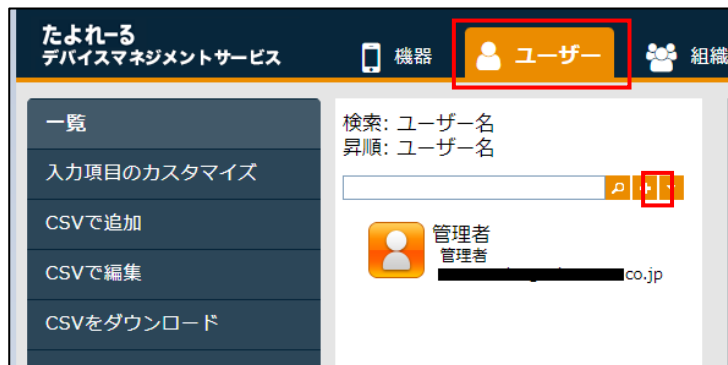 たよれーる
デバイスマネジメントサービス
機器
ユーザー
組織
一覧
入力項目のカスタマイズ
CSVで追加
CSVで編集
CSVをダウンロード
検索: ユーザー名
昇順: ユーザー名
管理者
管理者
co.jp